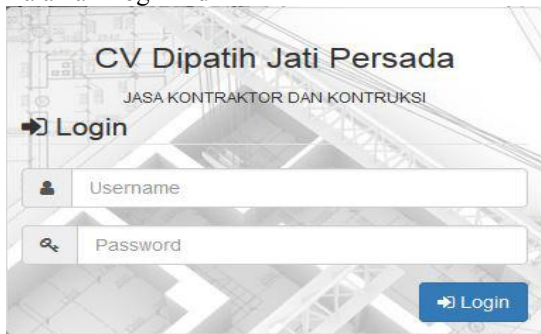 CV Dipatih Jati Persada
JASA KONTRAKTOR DAN KONTRUKSI
Login
Username
Password
Login